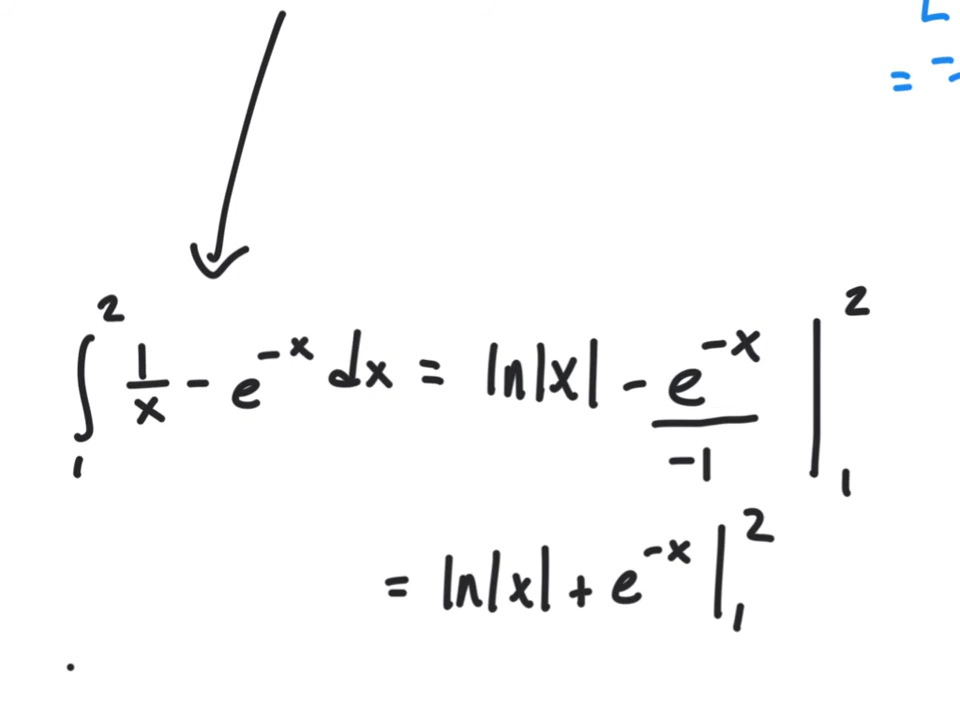 ∫₁² 1/x - e^{-x} dx = ln|x| - e^{-x}/-1 |₁²
= ln|x| + e^{-x} |₁²